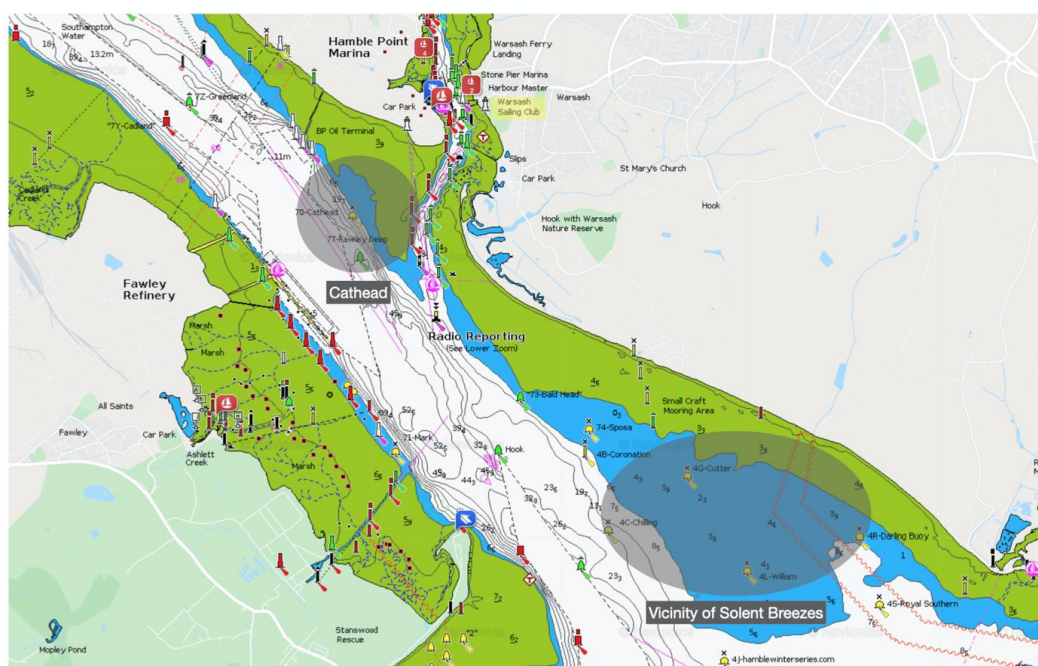 Southampton
Water
13.2m
Hamble Point
Marina
4
Warsash Ferry
Landing
Stone Pier Marina
Harbour Master
2
Car Park
Warsash
Sailing Club
Warsash
7Z-Greenland
"7Y-Cadland"
BP Oil Terminal
11m
Slips
Car Park
St Mary's Church
Hook
Cadland
Creek
70-Cathead
77-Fawley Deep
Hook with Warsash
Nature Reserve
Cathead
Fawley
Refinery
Radio Reporting
(See Lower Zoom)
Marsh
Marsh
"73-Bald Head"
Small Craft
Mooring Area
All Saints
Fawley
Car Park
Ashlett
Creek
Marsh
71-Mark
Hook
74-Sposa
4B-Coronation
4G-Cutter
4C-Chilling
4R-Darling Buoy
4L-William
4S-Royal Southern
Vicinity of Solent Breezes
Mopley Pond
Stanswood
Rescue
"2"
4J-hamblewinterseries.com
© Navionics